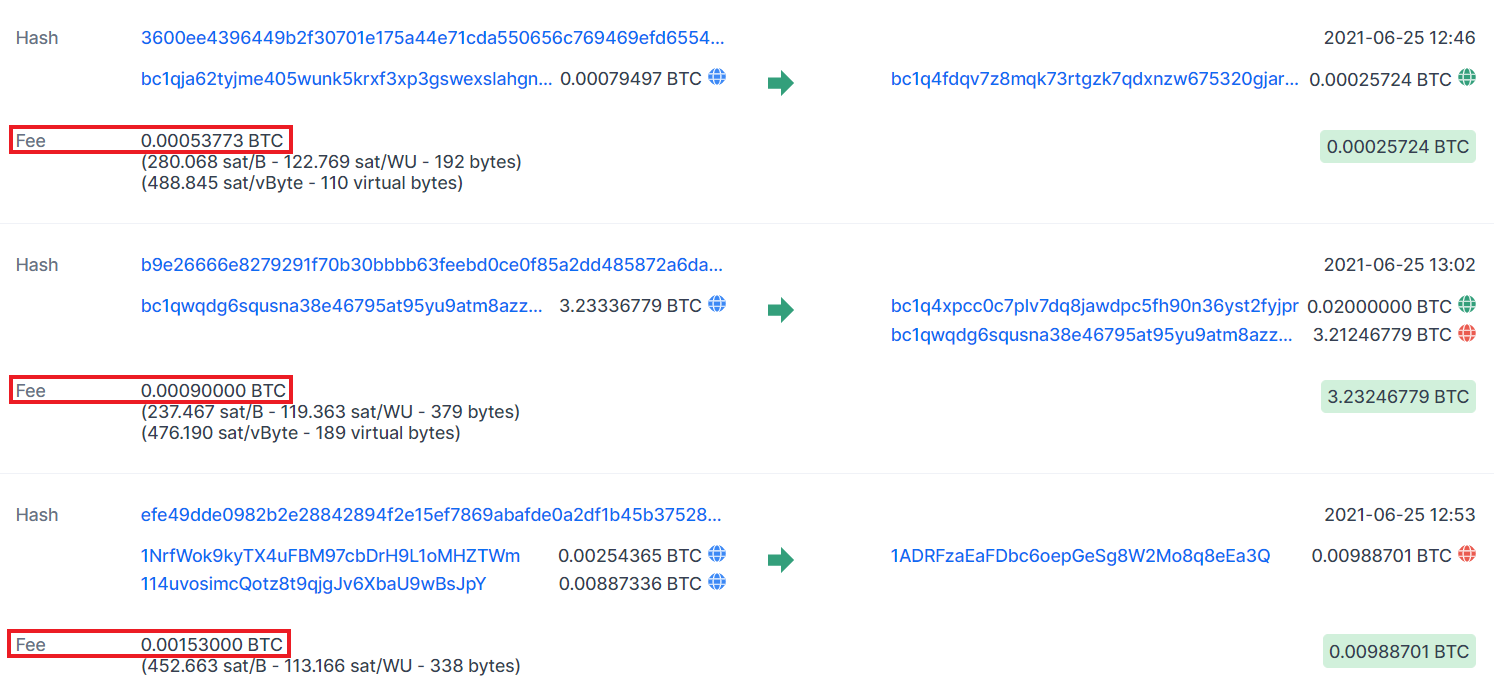 Hash 3600ee4396449b2f30701e175a44e71cda550656c769469efd6554... 2021-06-25 12:46
bc1qja62tyjme405wunk5krxf3xp3gswexslahgn... 0.00079497 BTC bc1q4fdqv7z8mqk73rtgzk7qdxnzw675320gjar... 0.00025724 BTC
Fee 0.00053773 BTC 0.00025724 BTC
(280.068 sat/B - 122.769 sat/WU - 192 bytes)
(488.845 sat/vByte - 110 virtual bytes)
Hash b9e26666e8279291f70b30bbbb63feebd0ce0f85a2dd485872a6da... 2021-06-25 13:02
bc1qwqdg6squsna38e46795at95yu9atm8azz... 3.23336779 BTC bc1q4xpcc0c7plv7dq8jawdpc5fh90n36yst2fyjpr 0.02000000 BTC
bc1qwqdg6squsna38e46795at95yu9atm8azz... 3.21246779 BTC
Fee 0.00090000 BTC 3.23246779 BTC
(237.467 sat/B - 119.363 sat/WU - 379 bytes)
(476.190 sat/vByte - 189 virtual bytes)
Hash efe49dde0982b2e28842894f2e15ef7869abafde0a2df1b45b37528... 2021-06-25 12:53
1NrfWok9kyTX4uFBM97cbDrH9L1oMHZTWm 0.00254365 BTC 1ADRFzaEaFDbc6oepGeSg8W2Mo8q8eEa3Q 0.00988701 BTC
114uvosimcQotz8t9qjgJv6XbaU9wBsJpY 0.00887336 BTC
Fee 0.00153000 BTC 0.00988701 BTC
(452.663 sat/B - 113.166 sat/WU - 338 bytes)